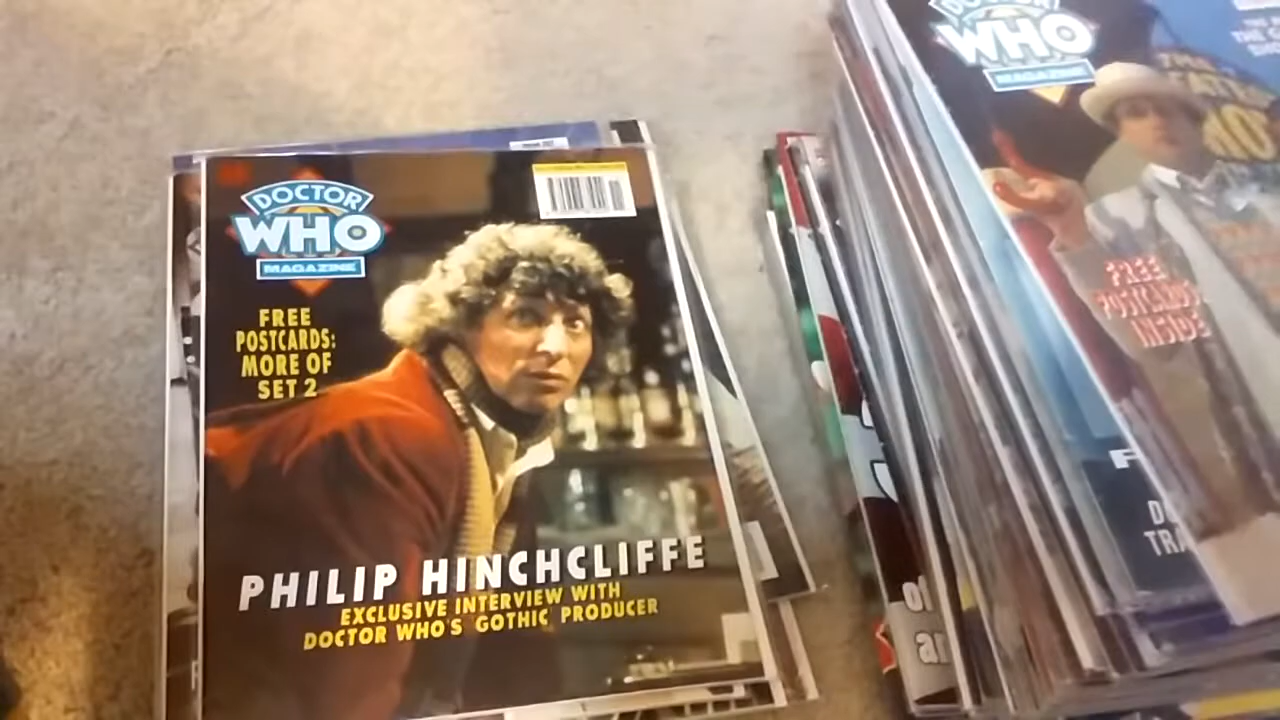 DOCTOR
WHO
MAGAZINE
FREE
POSTCARDS:
MORE OF
SET 2
PHILIP HINCHCLIFFE
EXCLUSIVE INTERVIEW WITH
DOCTOR WHO'S 'GOTHIC' PRODUCER
DOCTOR
WHO
MAGAZINE
FREE
POSTCARDS
INSIDE